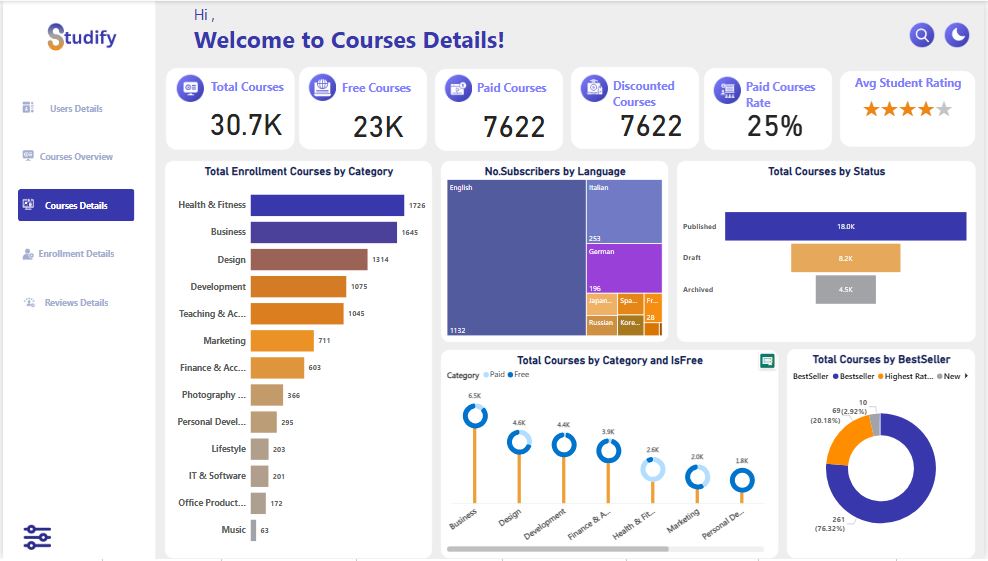 Studify
Hi ,
Welcome to Courses Details!
Users Details
Courses Overview
Courses Details
Enrollment Details
Reviews Details
Total Courses
30.7K
Free Courses
23K
Paid Courses
7622
Discounted
Courses
7622
Paid Courses
Rate
25%
Avg Student Rating
Total Enrollment Courses by Category
Health & Fitness 1726
Business 1645
Design 1314
Development 1075
Teaching & Ac... 1045
Marketing 711
Finance & Acc... 603
Photography ... 366
Personal Devel... 295
Lifestyle 203
IT & Software 201
Office Product... 172
Music 63
No.Subscribers by Language
English
1132
Italian
253
German
196
Japan...
Spa...
Fr...
28
Russian
Kore...
Total Courses by Status
Published 18.0K
Draft 8.2K
Archived 4.5K
Total Courses by Category and IsFree
Category Paid Free
6.5K
4.6K
4.4K
3.9K
2.6K
2.0K
1.8K
Business
Design
Development
Finance & A...
Health & Fit...
Marketing
Personal De...
Total Courses by BestSeller
BestSeller Bestseller Highest Rat... New
10
(2.92%)
69
(20.18%)
261
(76.32%)